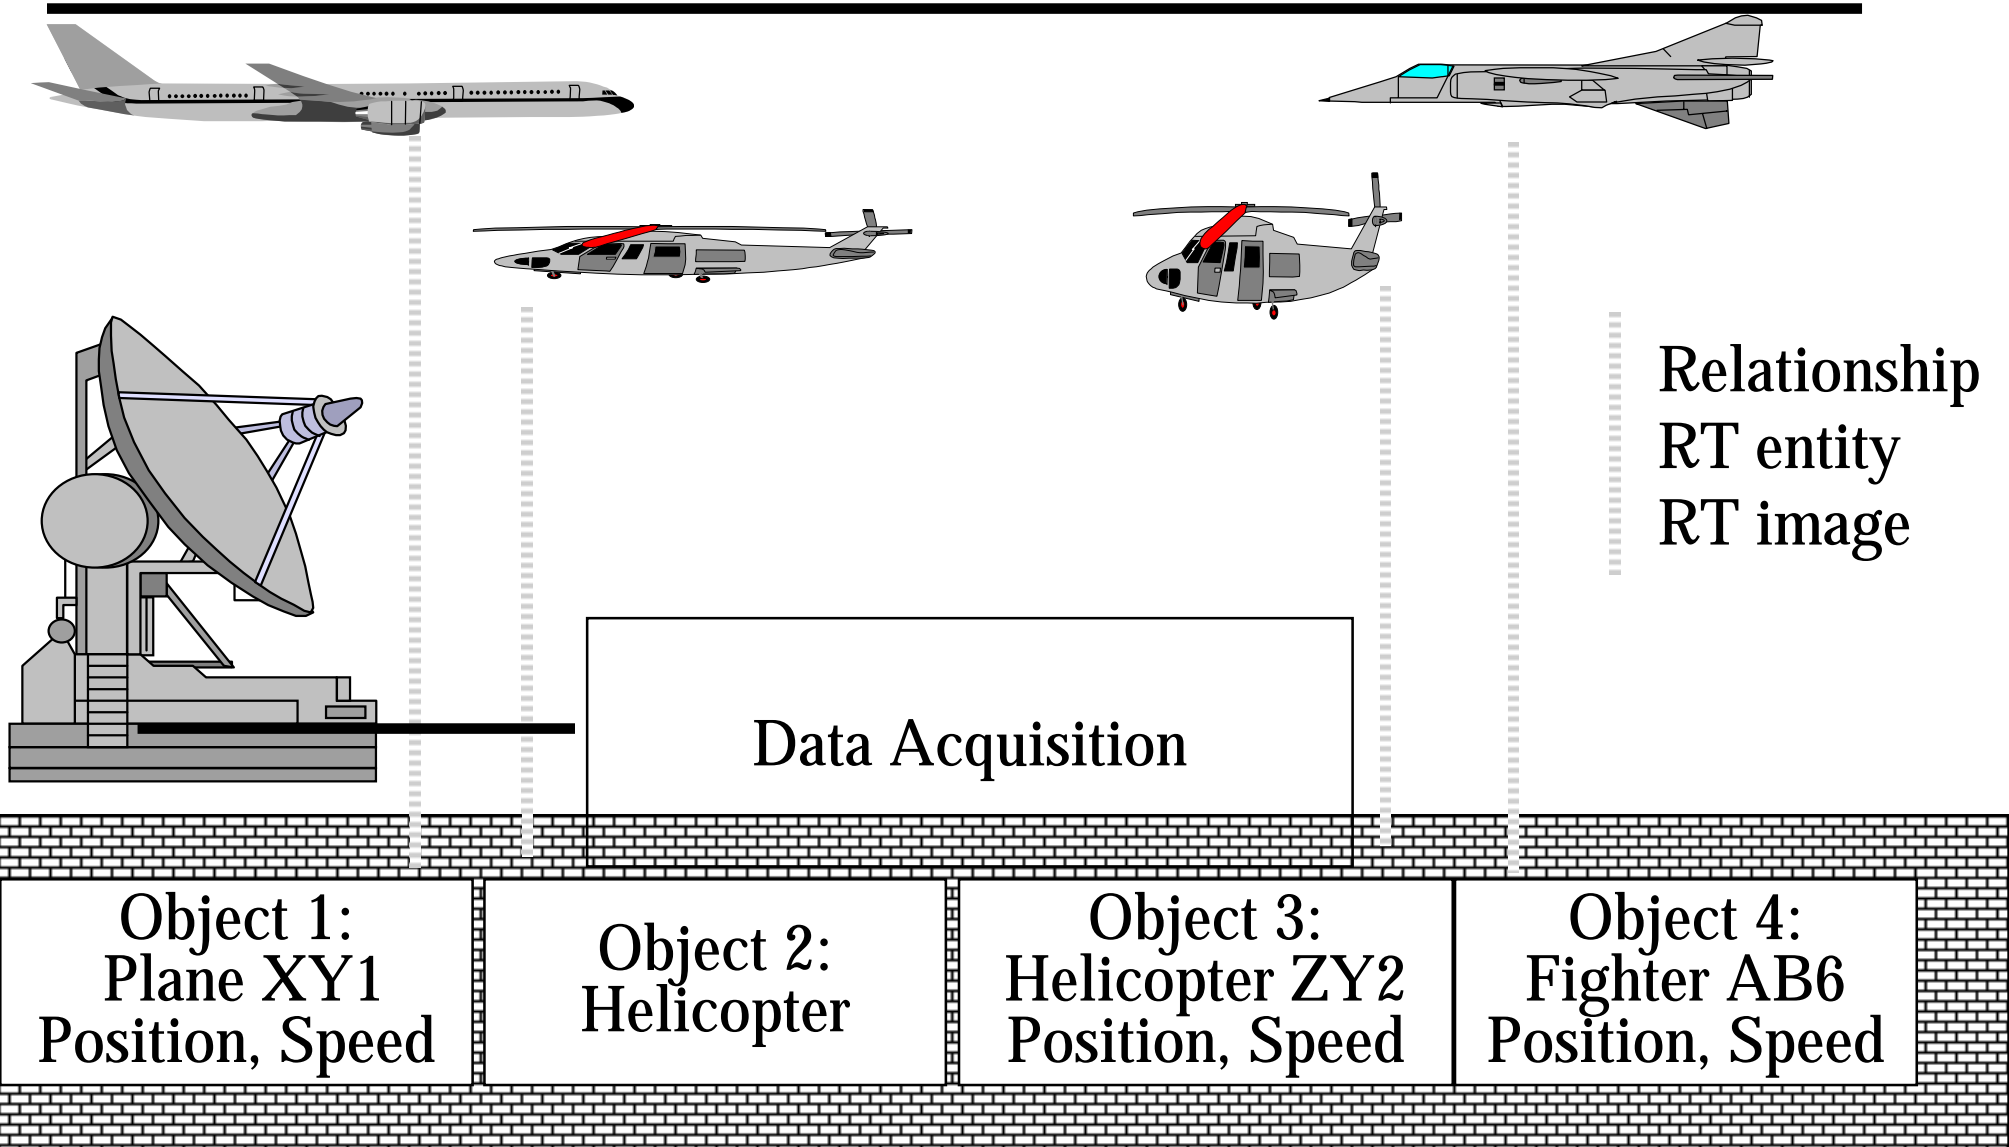 Relationship
RT entity
RT image
Data Acquisition
Object 1:
Plane XY1
Position, Speed
Object 2:
Helicopter
Object 3:
Helicopter ZY2
Position, Speed
Object 4:
Fighter AB6
Position, Speed